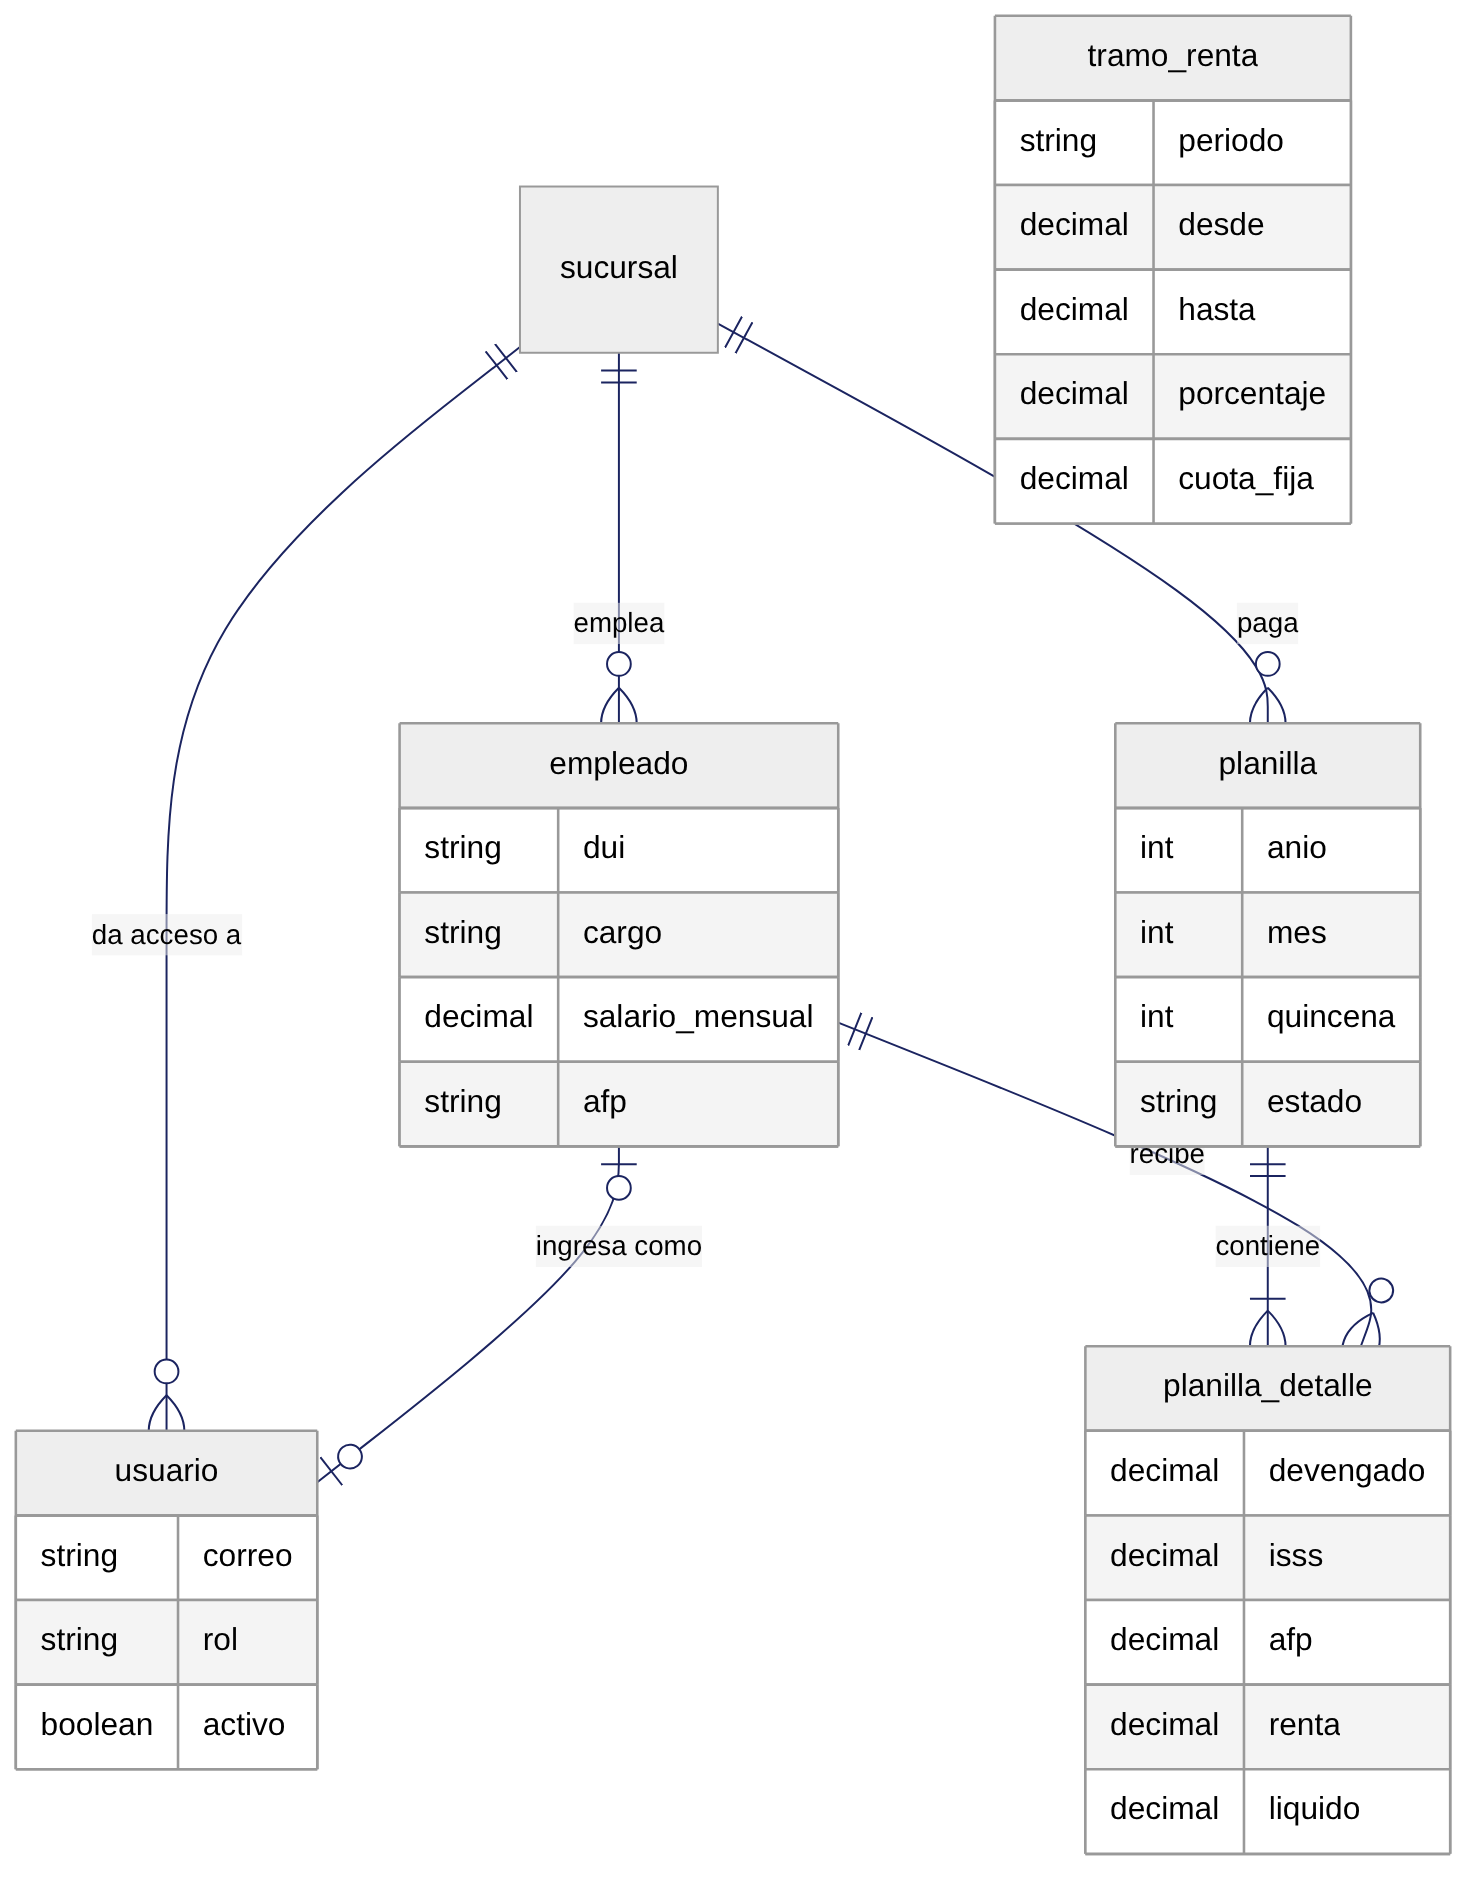 tramo_renta
string periodo
decimal desde
decimal hasta
decimal porcentaje
decimal cuota_fija
sucursal
emplea
paga
empleado
string dui
string cargo
decimal salario_mensual
string afp
planilla
int anio
int mes
int quincena
string estado
da acceso a
recibe
ingresa como
contiene
usuario
string correo
string rol
boolean activo
planilla_detalle
decimal devengado
decimal isss
decimal afp
decimal renta
decimal liquido